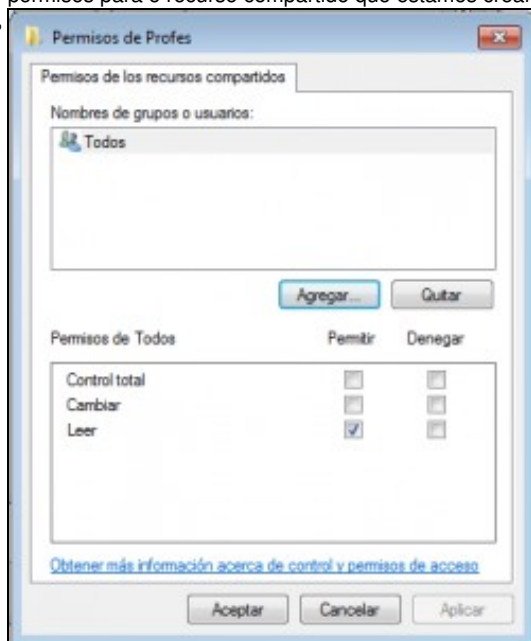 permisos para o recurso compartido que estamos crear
Permisos de Profes
Permisos de los recursos compartidos
Nombres de grupos o usuarios:
Todos
Agregar... Quitar
Permisos de Todos Permitir Denegar
Control total
Cambiar
Leer
Obtener más información acerca de control y permisos de acceso
Aceptar Cancelar Aplicar